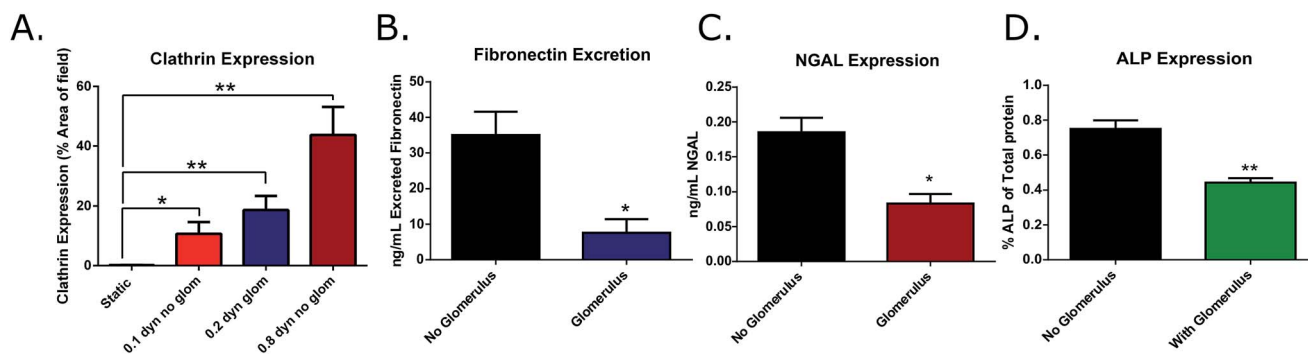 A.
Clathrin Expression
Clathrin Expression (% Area of field)
60
40
20
0
**
**
*
Static
0.1 dyn no glom
0.2 dyn glom
0.8 dyn no glom
B.
Fibronectin Excretion
ng/mL Excreted Fibronectin
50
40
30
20
10
0
*
No Glomerulus
Glomerulus
C.
NGAL Expression
ng/mL NGAL
0.20
0.15
0.10
0.05
0.00
*
No Glomerulus
Glomerulus
D.
ALP Expression
% ALP of Total protein
1.0
0.8
0.6
0.4
0.2
0.0
**
No Glomerulus
With Glomerulus